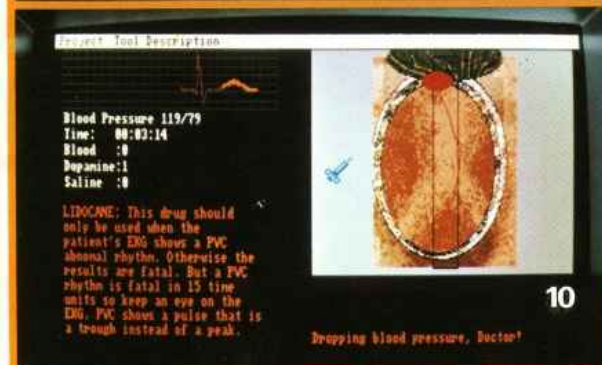 Project Tool Description
Blood Pressure 119/79
Time: 00:03:14
Blood :0
Dopamine:1
Saline :0
LIDOCANE: This drug should
only be used when the
patient's EKG shows a PVC
abnomal rhythm. Otherwise the
results are fatal. But a PVC
rhythm is fatal in 15 time
units so keep an eye on the
EKG. PVC shows a pulse that is
a trough instead of a peak.
Dropping blood pressure, Doctor!
10